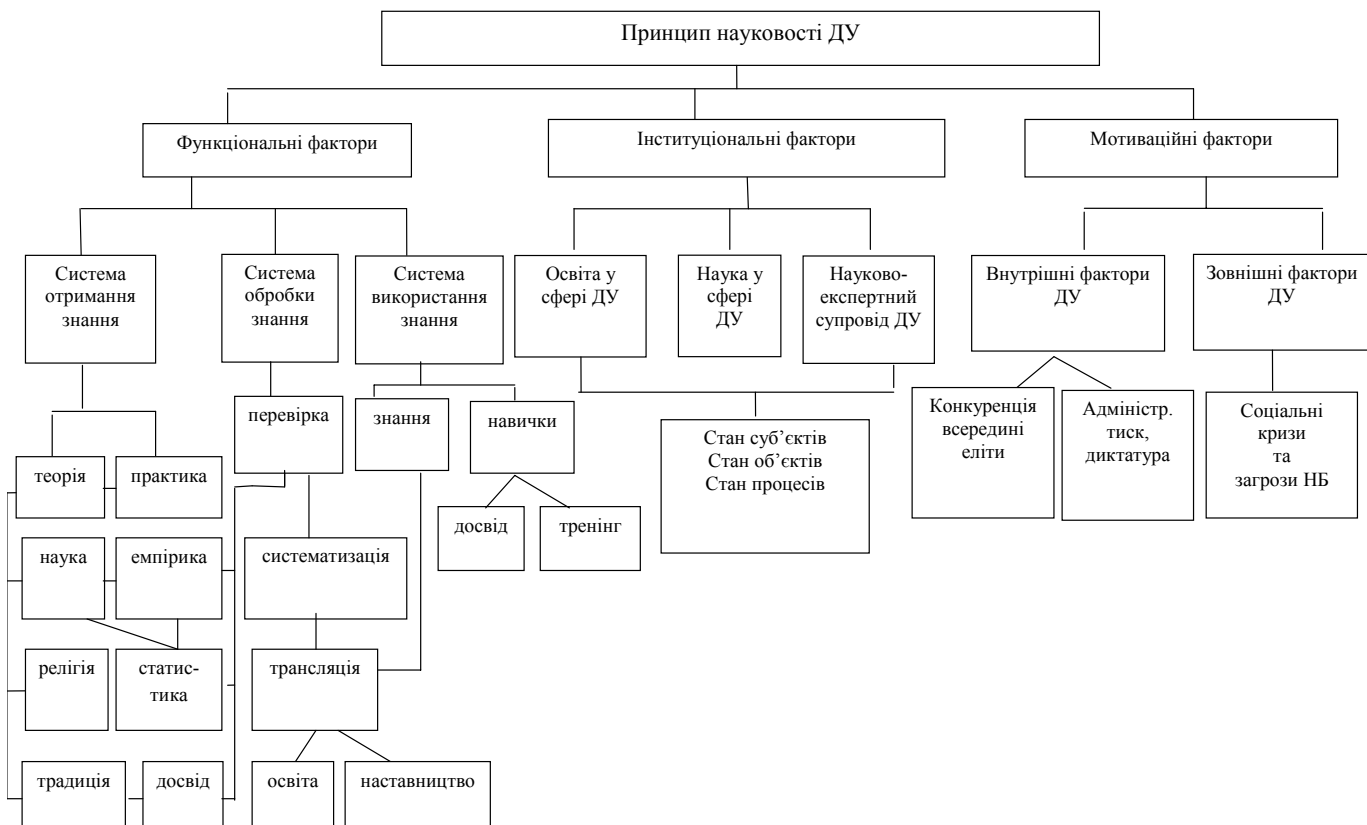 Принцип науковості ДУ
Функціональні фактори
Інституціональні фактори
Мотиваційні фактори
Система
отримання
знання
Система
обробки
знання
Система
використання
знання
Освіта у
сфері ДУ
Наука у
сфері
ДУ
Науково-
експертний
супровід ДУ
Внутрішні фактори
ДУ
Зовнішні фактори
ДУ
перевірка
знання
навички
Стан суб’єктів
Стан об’єктів
Стан процесів
Конкуренція
всередині
еліти
Адміністр.
тиск,
диктатура
Соціальні
кризи
та
загрози НБ
теорія
практика
досвід
тренінг
наука
емпірика
систематизація
релігія
статис-
тика
трансляція
традиція
досвід
освіта
наставництво